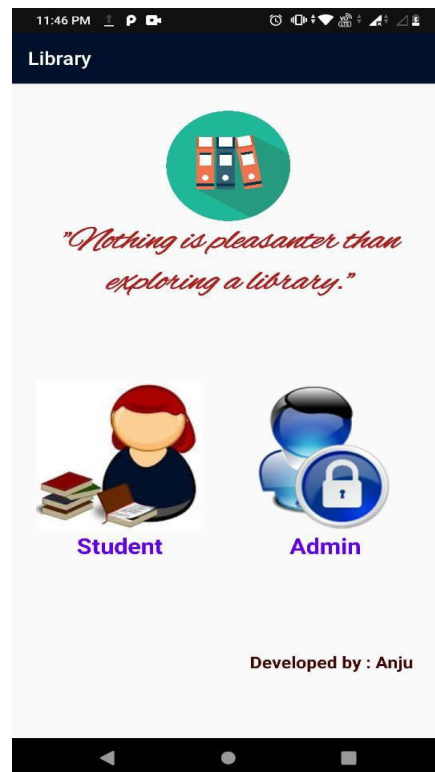 11:46 PM
Library
"Nothing is pleasanter than
exploring a library."
Student
Admin
Developed by : Anju